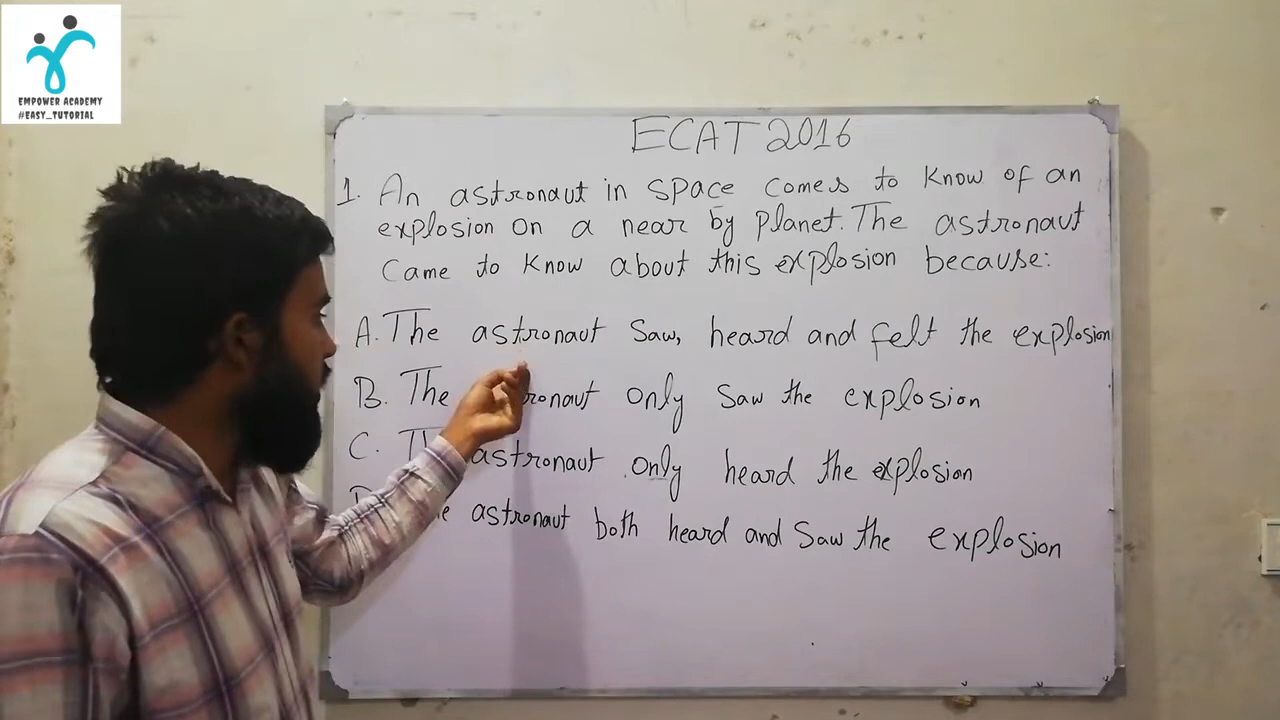 EMPOWER ACADEMY
#EASY_TUTORIAL
ECAT 2016
1. An astronaut in space comes to know of an
explosion on a near by planet. The astronaut
came to know about this explosion because:
A. The astronaut saw, heard and felt the explosion
B. The ronaut only saw the explosion
C. astronaut only heard the explosion
astronaut both heard and saw the explosion